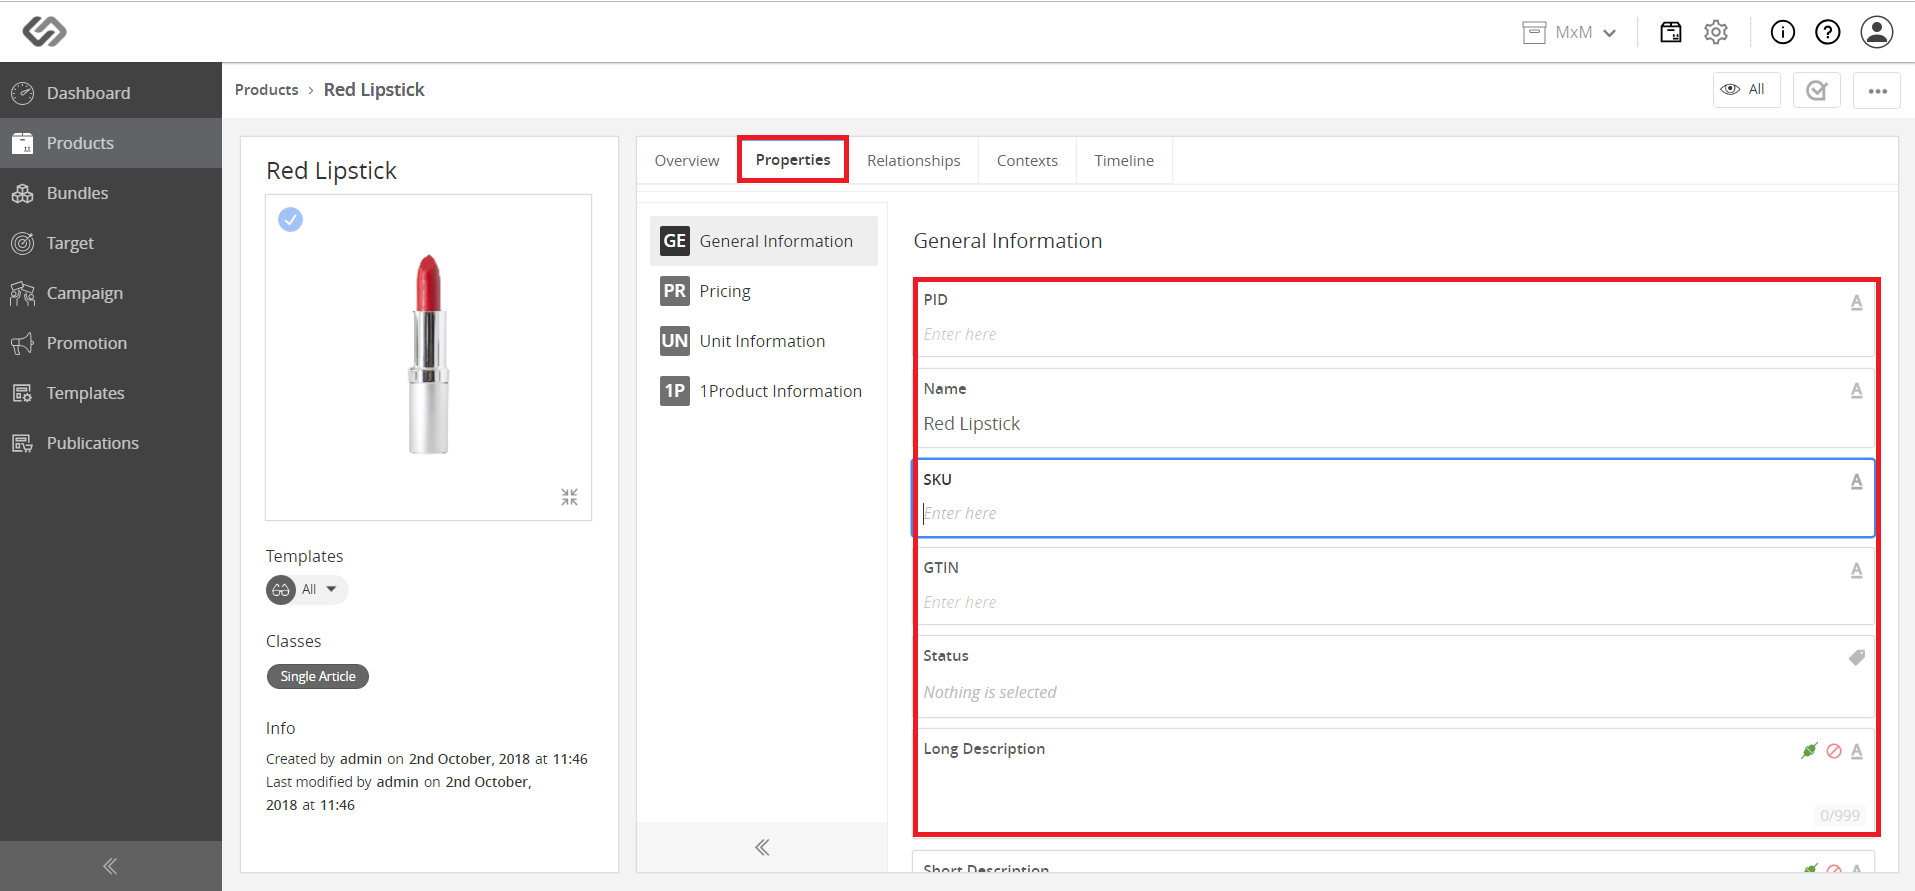 MxM
Dashboard
Products
Bundles
Target
Campaign
Promotion
Templates
Publications
Products › Red Lipstick
All
Red Lipstick
Templates
All
Classes
Single Article
Info
Created by admin on 2nd October, 2018 at 11:46
Last modified by admin on 2nd October,
2018 at 11:46
Overview Properties Relationships Contexts Timeline
GE General Information
PR Pricing
UN Unit Information
1P 1Product Information
General Information
PID
Enter here
Name
Red Lipstick
SKU
Enter here
GTIN
Enter here
Status
Nothing is selected
Long Description
0/999
Short Description